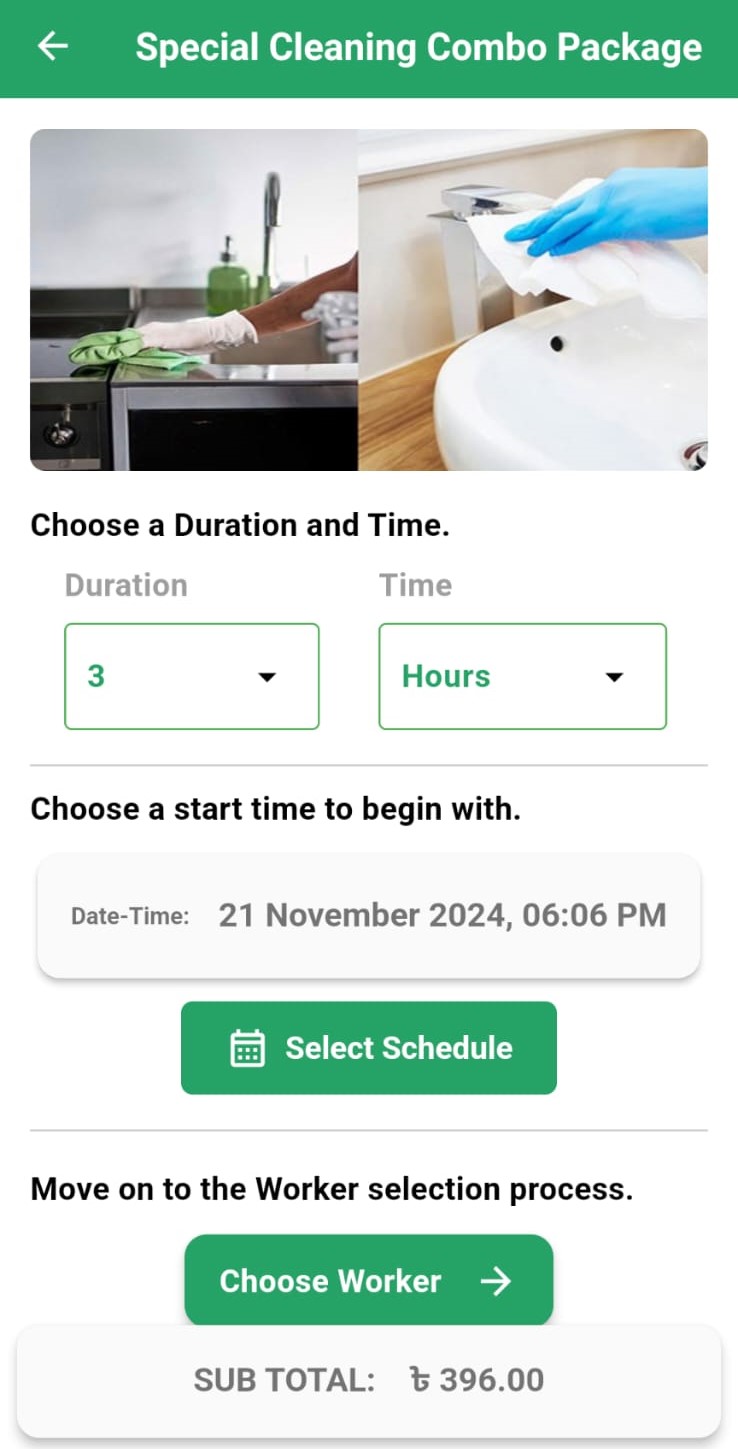 Special Cleaning Combo Package
Choose a Duration and Time.
Duration Time
3 Hours
Choose a start time to begin with.
Date-Time: 21 November 2024, 06:06 PM
Select Schedule
Move on to the Worker selection process.
Choose Worker →
SUB TOTAL: ৳ 396.00